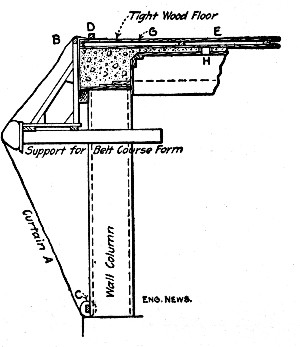 Tight Wood Floor
D
B
G
E
H
Support for Belt Course Form
Curtain A
Wall Column
C
ENG. NEWS.